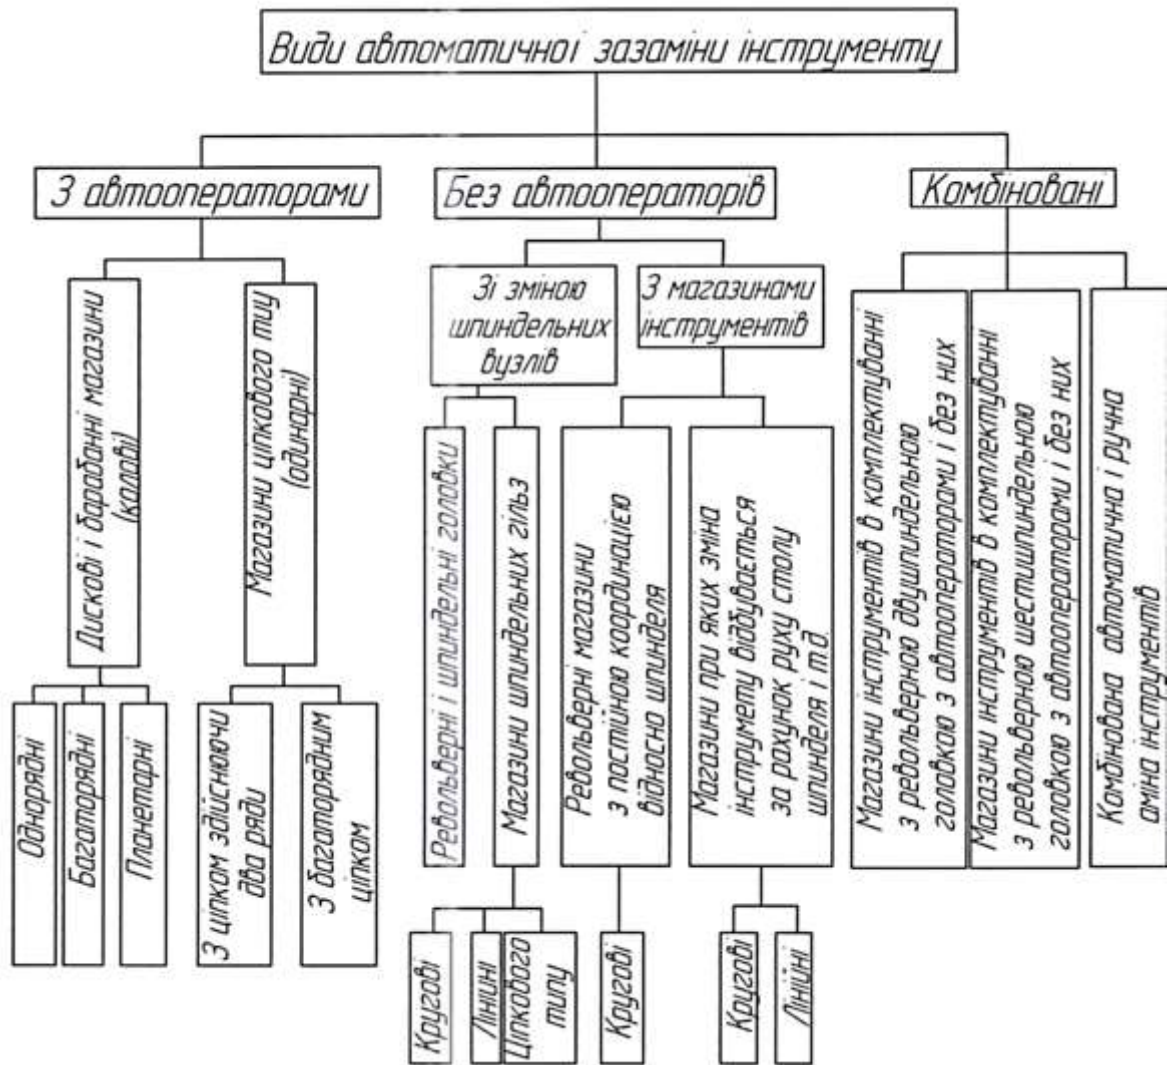 Види автоматичної зазаміни інструменту
З автооператорами
Без автооператорів
Комбіновані
Дискові і барабанні магазини
(колові)
Магазини ціпкового тиу
(одинарні)
Зі зміною
шпиндельних
вузлів
З магазинами
інструментів
Револьверні і шпиндельні головки
Магазини шпиндельних гільз
Револьверні магазини
з постійною координацією
відносна шпинделя
Магазини при яких зміна
інструмету відбувається
за рахунок руху столу
шпинделя і т.д.
Магазини інструментів в комплектуванні
з револьверною двушпиндельною
головкою з автооператорами і без них
Магазини інструментів в комплектуванні
з револьверною шестишпиндельною
головкою з автооператорами і без них
Комбінована автоматична і ручна
аміна інструментів
Однорядні
Багаторядні
Планетарні
З ціпком здійснюючи
два ряди
З багаторядним
ціпком
Кругові
Лінійні
Ціпкового
типу
Кругові
Кругові
Лінійні